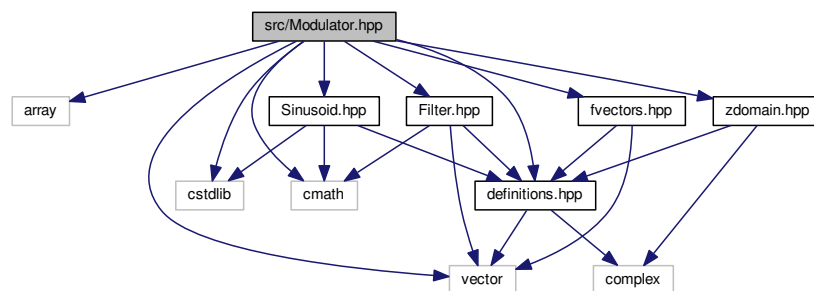 src/Modulator.hpp
array
Sinusoid.hpp
Filter.hpp
fvectors.hpp
zdomain.hpp
cstdlib
cmath
definitions.hpp
vector
complex